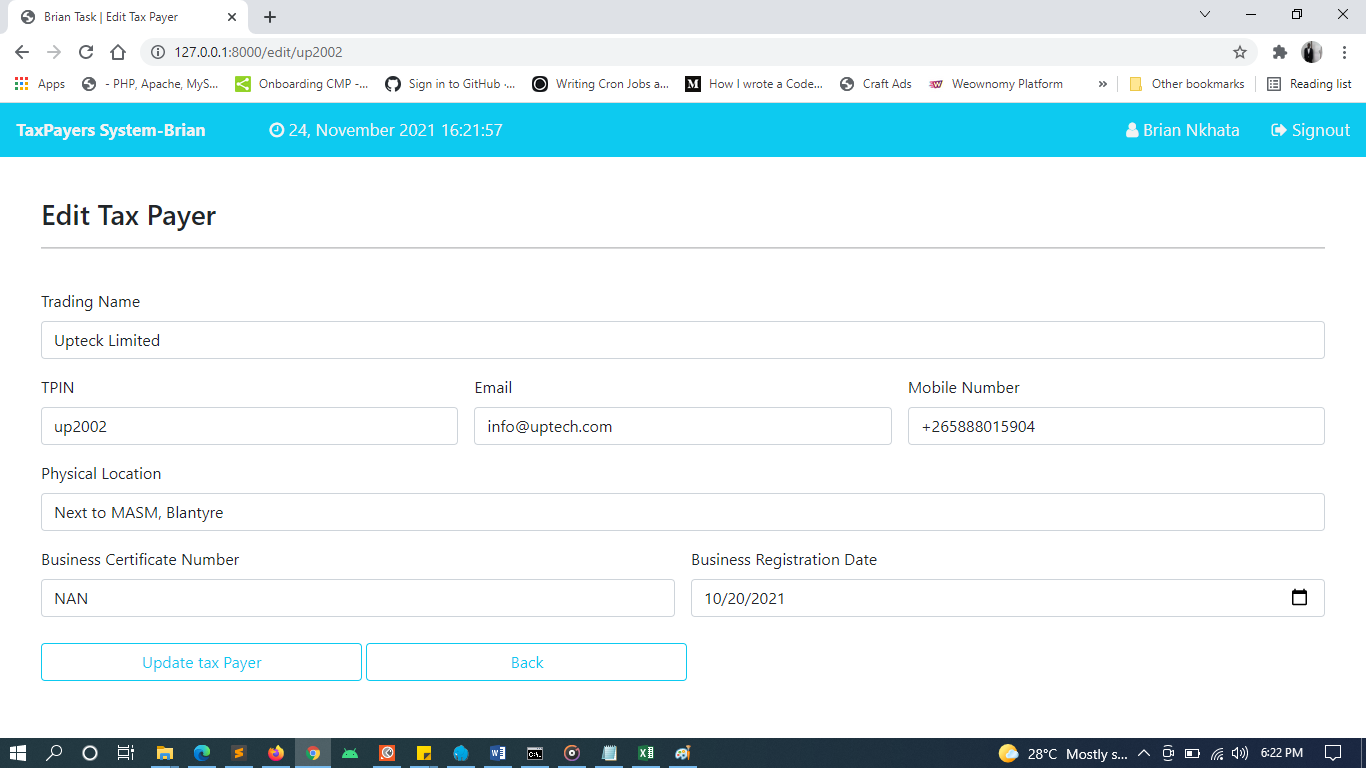 Brian Task | Edit Tax Payer
127.0.0.1:8000/edit/up2002
Apps - PHP, Apache, MyS... Onboarding CMP -... Sign in to GitHub ·... Writing Cron Jobs a... How I wrote a Code... Craft Ads Weownomy Platform » Other bookmarks Reading list
TaxPayers System-Brian 24, November 2021 16:21:57 Brian Nkhata Signout
Edit Tax Payer
Trading Name
Upteck Limited
TPIN Email Mobile Number
up2002 info@uptech.com +265888015904
Physical Location
Next to MASM, Blantyre
Business Certificate Number Business Registration Date
NAN 10/20/2021
Update tax Payer Back
28°C Mostly s... 6:22 PM